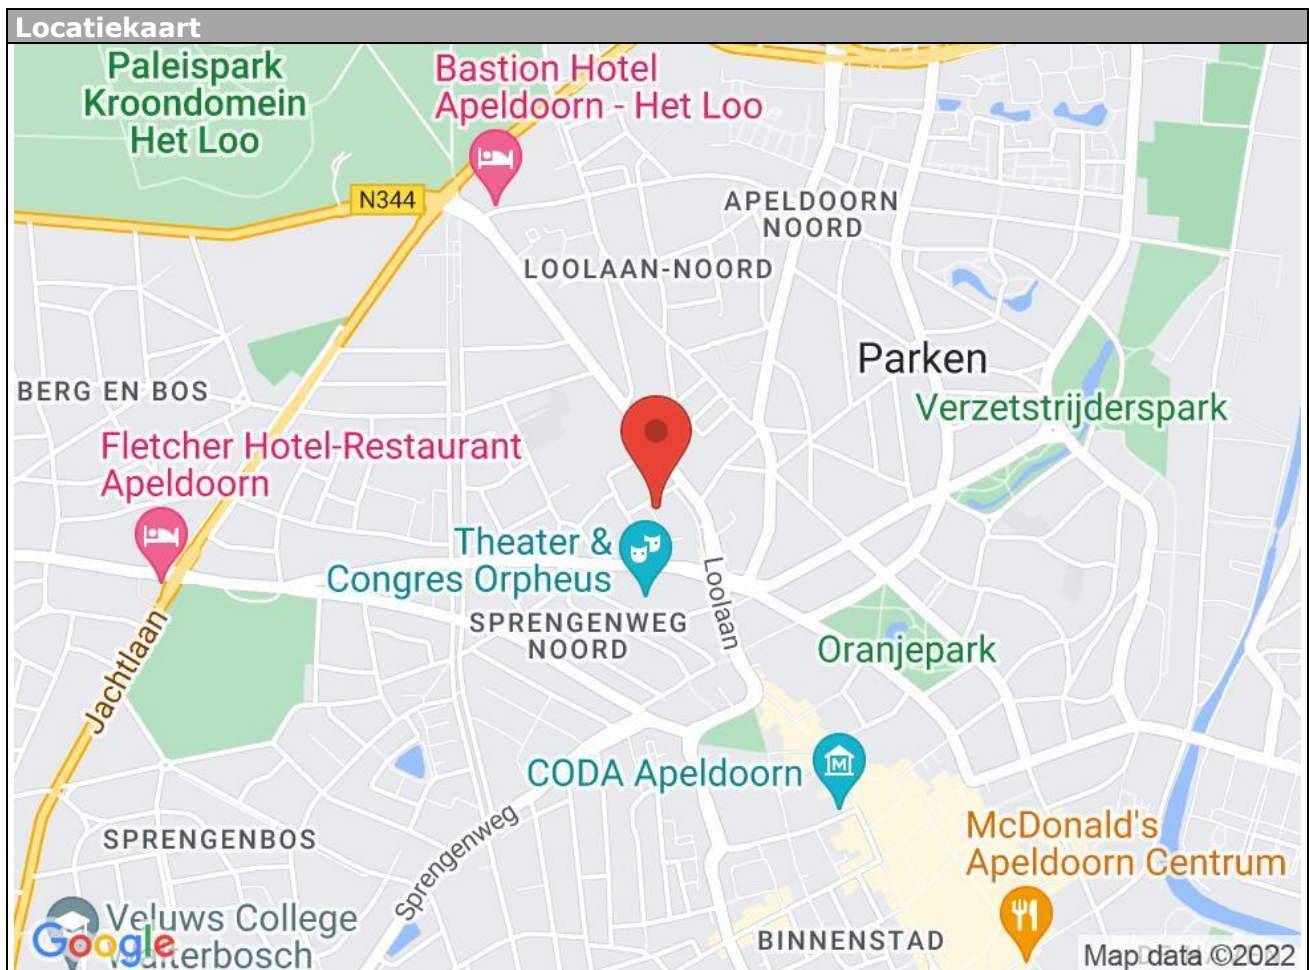 Locatiekaart
Paleispark
Kroondomein
Het Loo
Bastion Hotel
Apeldoorn - Het Loo
N344
APELDOORN
NOORD
LOOLAAN-NOORD
Parken
BERG EN BOS
Verzetstrijderspark
Fletcher Hotel-Restaurant
Apeldoorn
Theater &
Congres Orpheus
Loolaan
SPRENGENWEG
NOORD
Oranjepark
Jachtlaan
CODA Apeldoorn
M
SPRENGENBOS
Sprengenweg
McDonald's
Apeldoorn Centrum
Veluws College
Google
BINNENSTAD
Map data ©2022